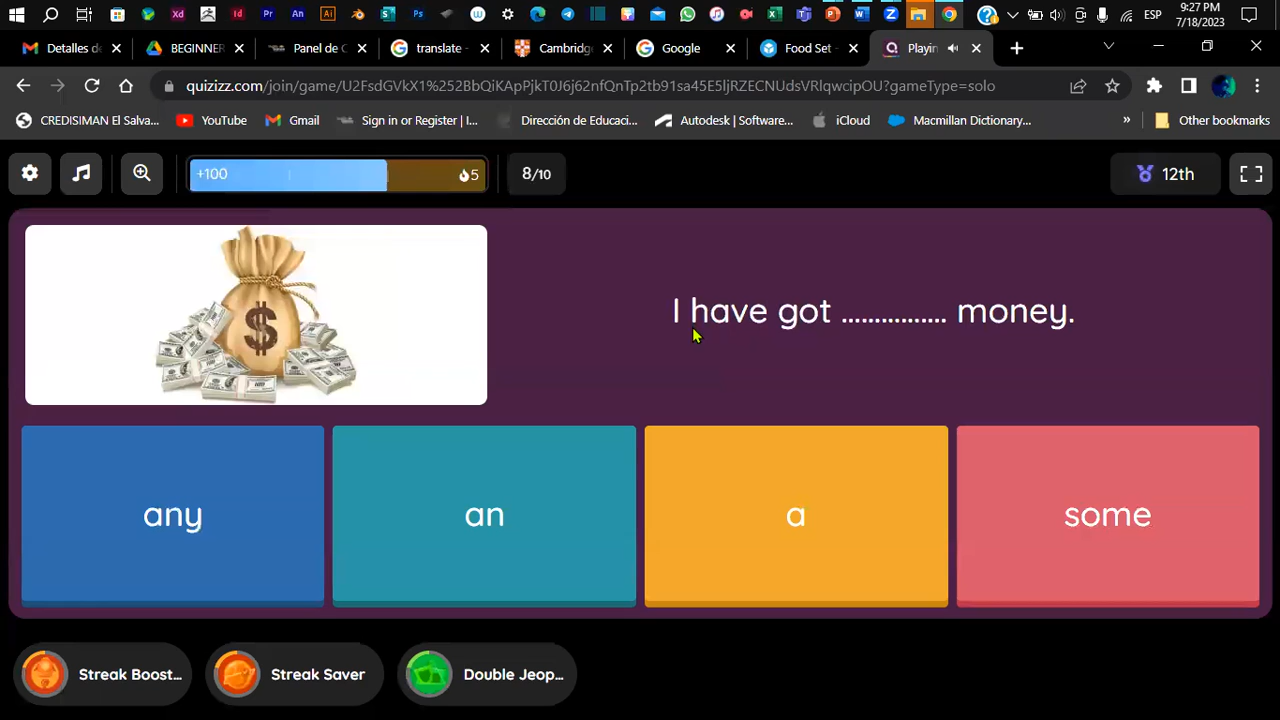 9:27 PM
ESP
7/18/2023
Detalles de
BEGINNER
Panel de C
translate -
Cambridg
Google
Food Set -
Playin
quizizz.com/join/game/U2FsdGVkX1%252BbQiKApPjkT0J6j62nfQnTp2tb91sa45E5ljRZECNUdsVRlqwcipOU?gameType=solo
CREDISIMAN El Salva...
YouTube
Gmail
Sign in or Register | I...
Dirección de Educaci...
Autodesk | Software...
iCloud
Macmillan Dictionary...
»
Other bookmarks
+100
5
8/10
12th
$
I have got ................ money.
any
an
a
some
Streak Boost...
Streak Saver
Double Jeop...